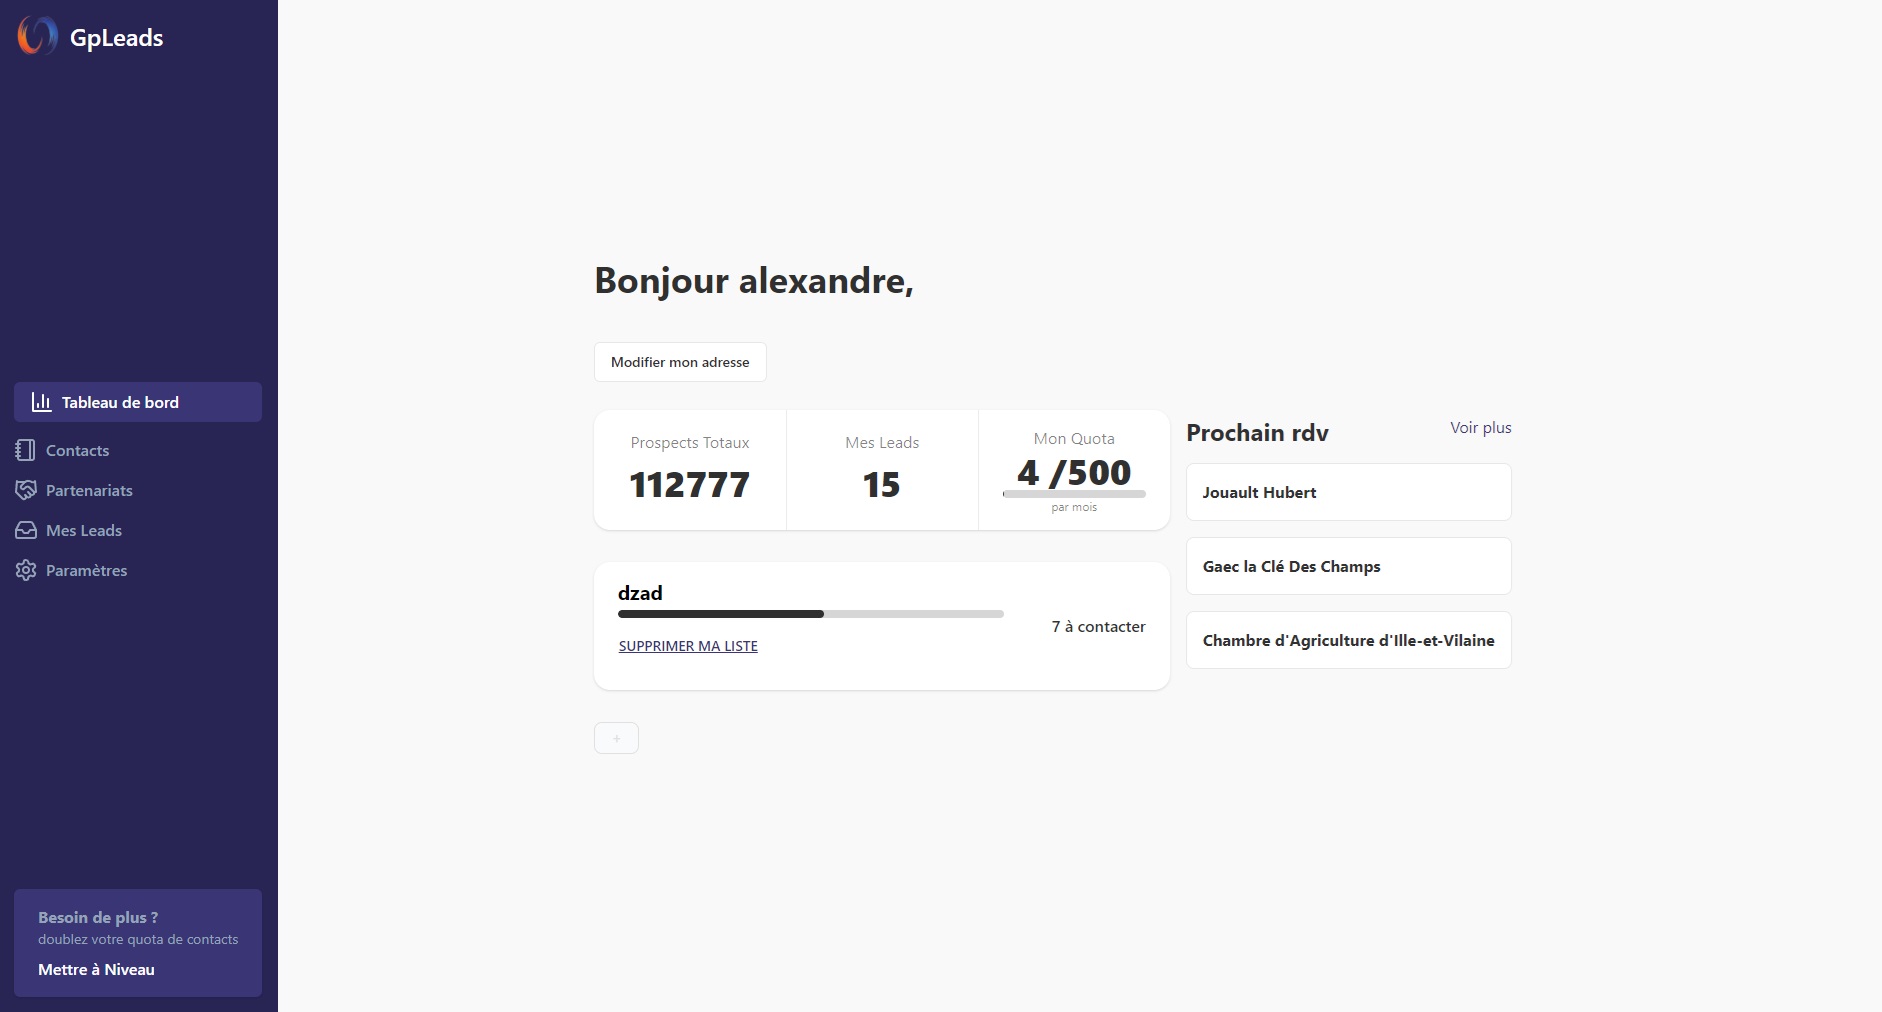 GpLeads
Tableau de bord
Contacts
Partenariats
Mes Leads
Paramètres
Besoin de plus ?
doublez votre quota de contacts
Mettre à Niveau
Bonjour alexandre,
Modifier mon adresse
Prospects Totaux
112777
Mes Leads
15
Mon Quota
4 /500
par mois
dzad
7 à contacter
SUPPRIMER MA LISTE
+
Prochain rdv
Voir plus
Jouault Hubert
Gaec la Clé Des Champs
Chambre d'Agriculture d'Ille-et-Vilaine